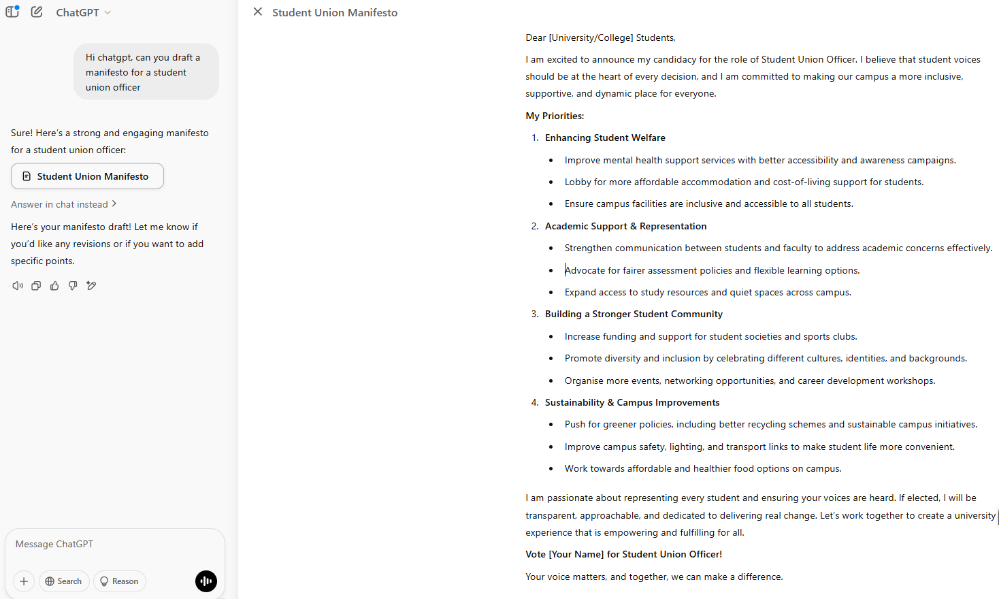 ChatGPT
Hi chatgpt, can you draft a
manifesto for a student
union officer
Sure! Here's a strong and engaging manifesto
for a student union officer:
Student Union Manifesto
Answer in chat instead
Here's your manifesto draft! Let me know if
you'd like any revisions or if you want to add
specific points.
Message ChatGPT
Search
Reason
Student Union Manifesto
Dear [University/College] Students,
I am excited to announce my candidacy for the role of Student Union Officer. I believe that student voices
should be at the heart of every decision, and I am committed to making our campus a more inclusive,
supportive, and dynamic place for everyone.
My Priorities:
1. Enhancing Student Welfare
• Improve mental health support services with better accessibility and awareness campaigns.
• Lobby for more affordable accommodation and cost-of-living support for students.
• Ensure campus facilities are inclusive and accessible to all students.
2. Academic Support & Representation
• Strengthen communication between students and faculty to address academic concerns effectively.
• Advocate for fairer assessment policies and flexible learning options.
• Expand access to study resources and quiet spaces across campus.
3. Building a Stronger Student Community
• Increase funding and support for student societies and sports clubs.
• Promote diversity and inclusion by celebrating different cultures, identities, and backgrounds.
• Organise more events, networking opportunities, and career development workshops.
4. Sustainability & Campus Improvements
• Push for greener policies, including better recycling schemes and sustainable campus initiatives.
• Improve campus safety, lighting, and transport links to make student life more convenient.
• Work towards affordable and healthier food options on campus.
I am passionate about representing every student and ensuring your voices are heard. If elected, I will be
transparent, approachable, and dedicated to delivering real change. Let's work together to create a university
experience that is empowering and fulfilling for all.
Vote [Your Name] for Student Union Officer!
Your voice matters, and together, we can make a difference.